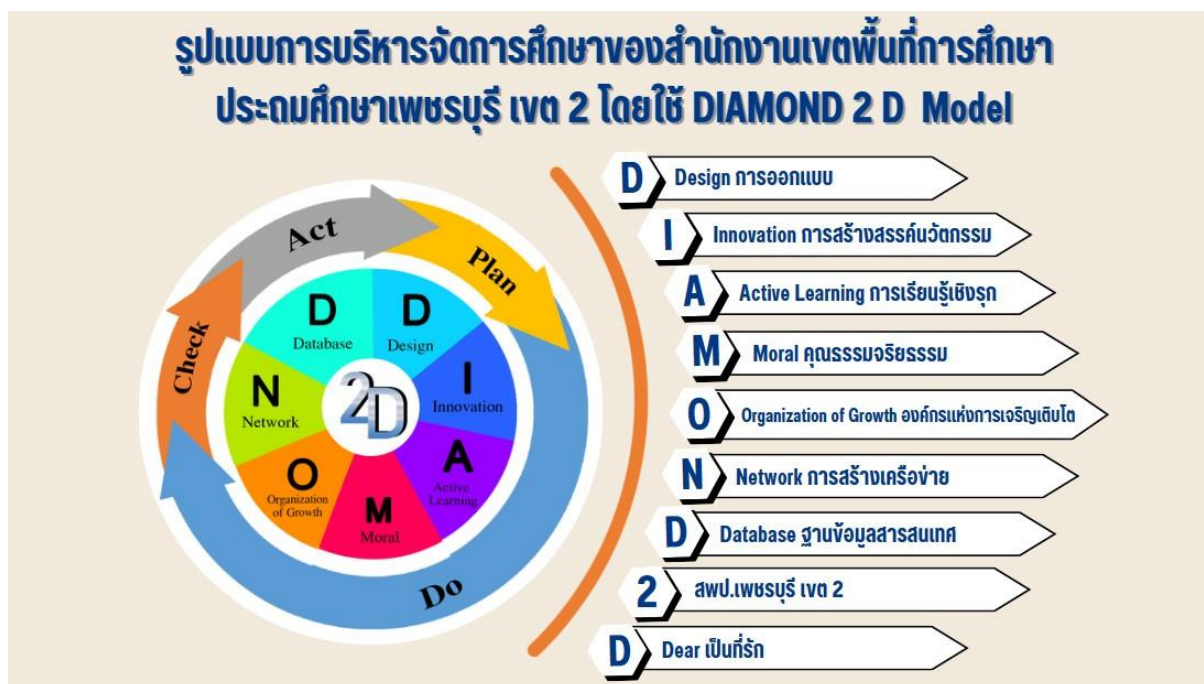 รูปแบบการบริหารจัดการศึกษาของสำนักงานเขตพื้นที่การศึกษา
ประถมศึกษาเพชรบุรี เขต 2 โดยใช้ DIAMOND 2 D Model
Act
Plan
Check
Do
D
Database
D
Design
I
Innovation
A
Active
Learning
M
Moral
O
Organization
of Growth
N
Network
2D
D Design การออกแบบ
I Innovation การสร้างสรรค์นวัตกรรม
A Active Learning การเรียนรู้เชิงรุก
M Moral คุณธรรมจริยธรรม
O Organization of Growth องค์กรแห่งการเจริญเติบโต
N Network การสร้างเครือข่าย
D Database ฐานข้อมูลสารสนเทศ
2 สพป.เพชรบุรี เขต 2
D Dear เป็นที่รัก